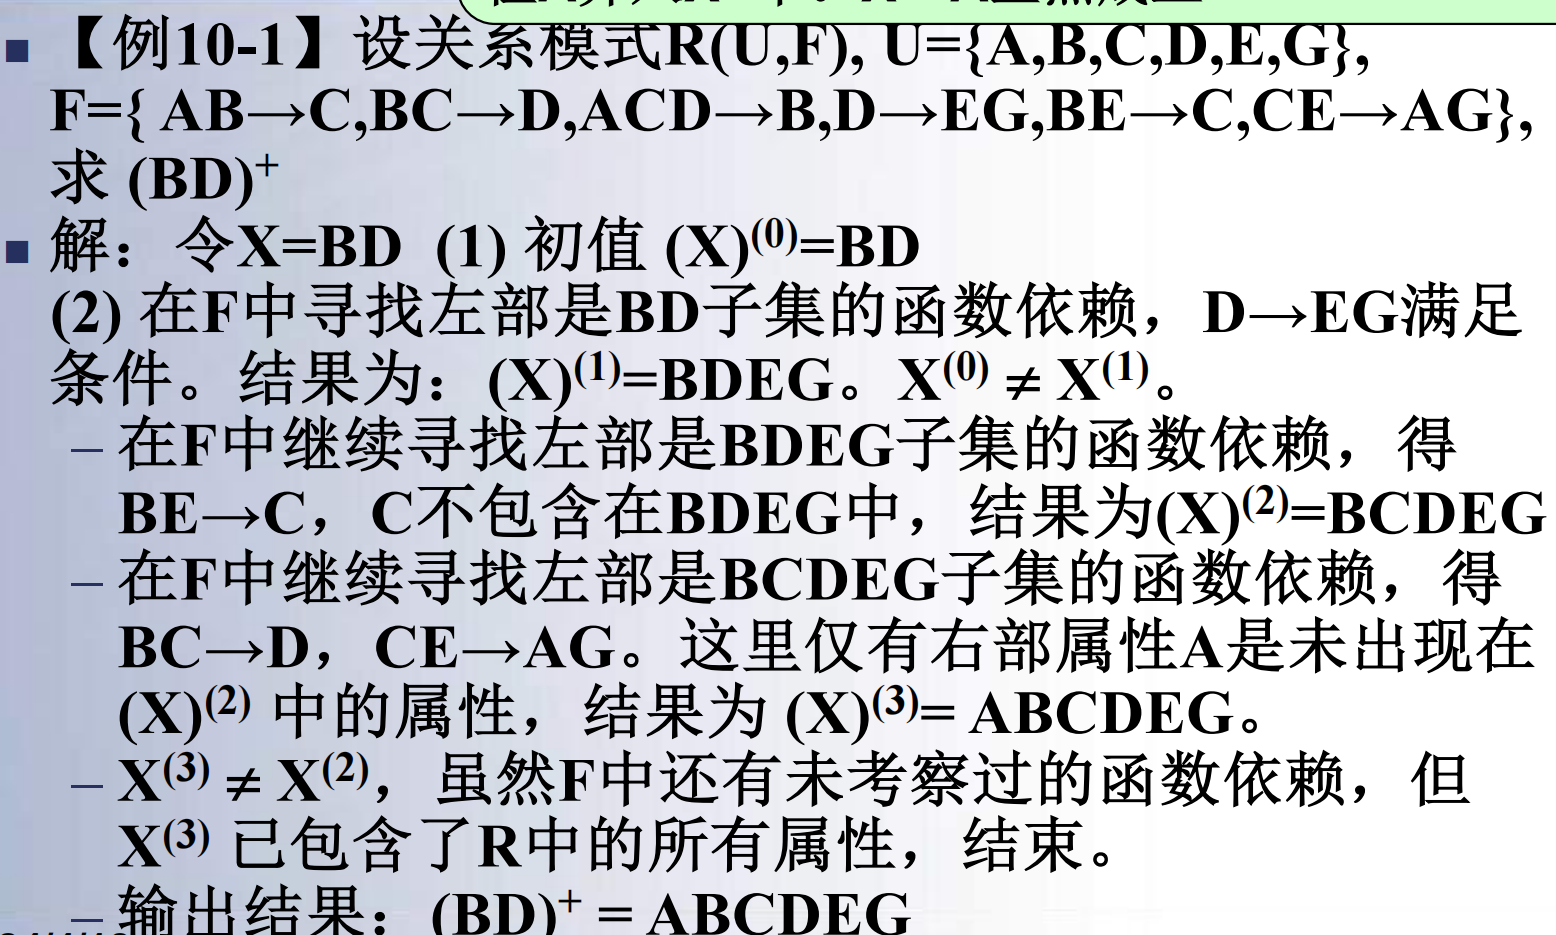 【例10-1】设关系模式R(U,F), U={A,B,C,D,E,G},
F={ AB→C,BC→D,ACD→B,D→EG,BE→C,CE→AG},
求 (BD)⁺
解：令X=BD (1) 初值 (X)⁽⁰⁾=BD
(2) 在F中寻找左部是BD子集的函数依赖，D→EG满足
条件。结果为：(X)⁽¹⁾=BDEG。X⁽⁰⁾ ≠ X⁽¹⁾。
– 在F中继续寻找左部是BDEG子集的函数依赖，得
BE→C，C不包含在BDEG中，结果为(X)⁽²⁾=BCDEG
– 在F中继续寻找左部是BCDEG子集的函数依赖，得
BC→D，CE→AG。这里仅有右部属性A是未出现在
(X)⁽²⁾ 中的属性，结果为 (X)⁽³⁾= ABCDEG。
– X⁽³⁾ ≠ X⁽²⁾，虽然F中还有未考察过的函数依赖，但
X⁽³⁾ 已包含了R中的所有属性，结束。
– 输出结果：(BD)⁺ = ABCDEG